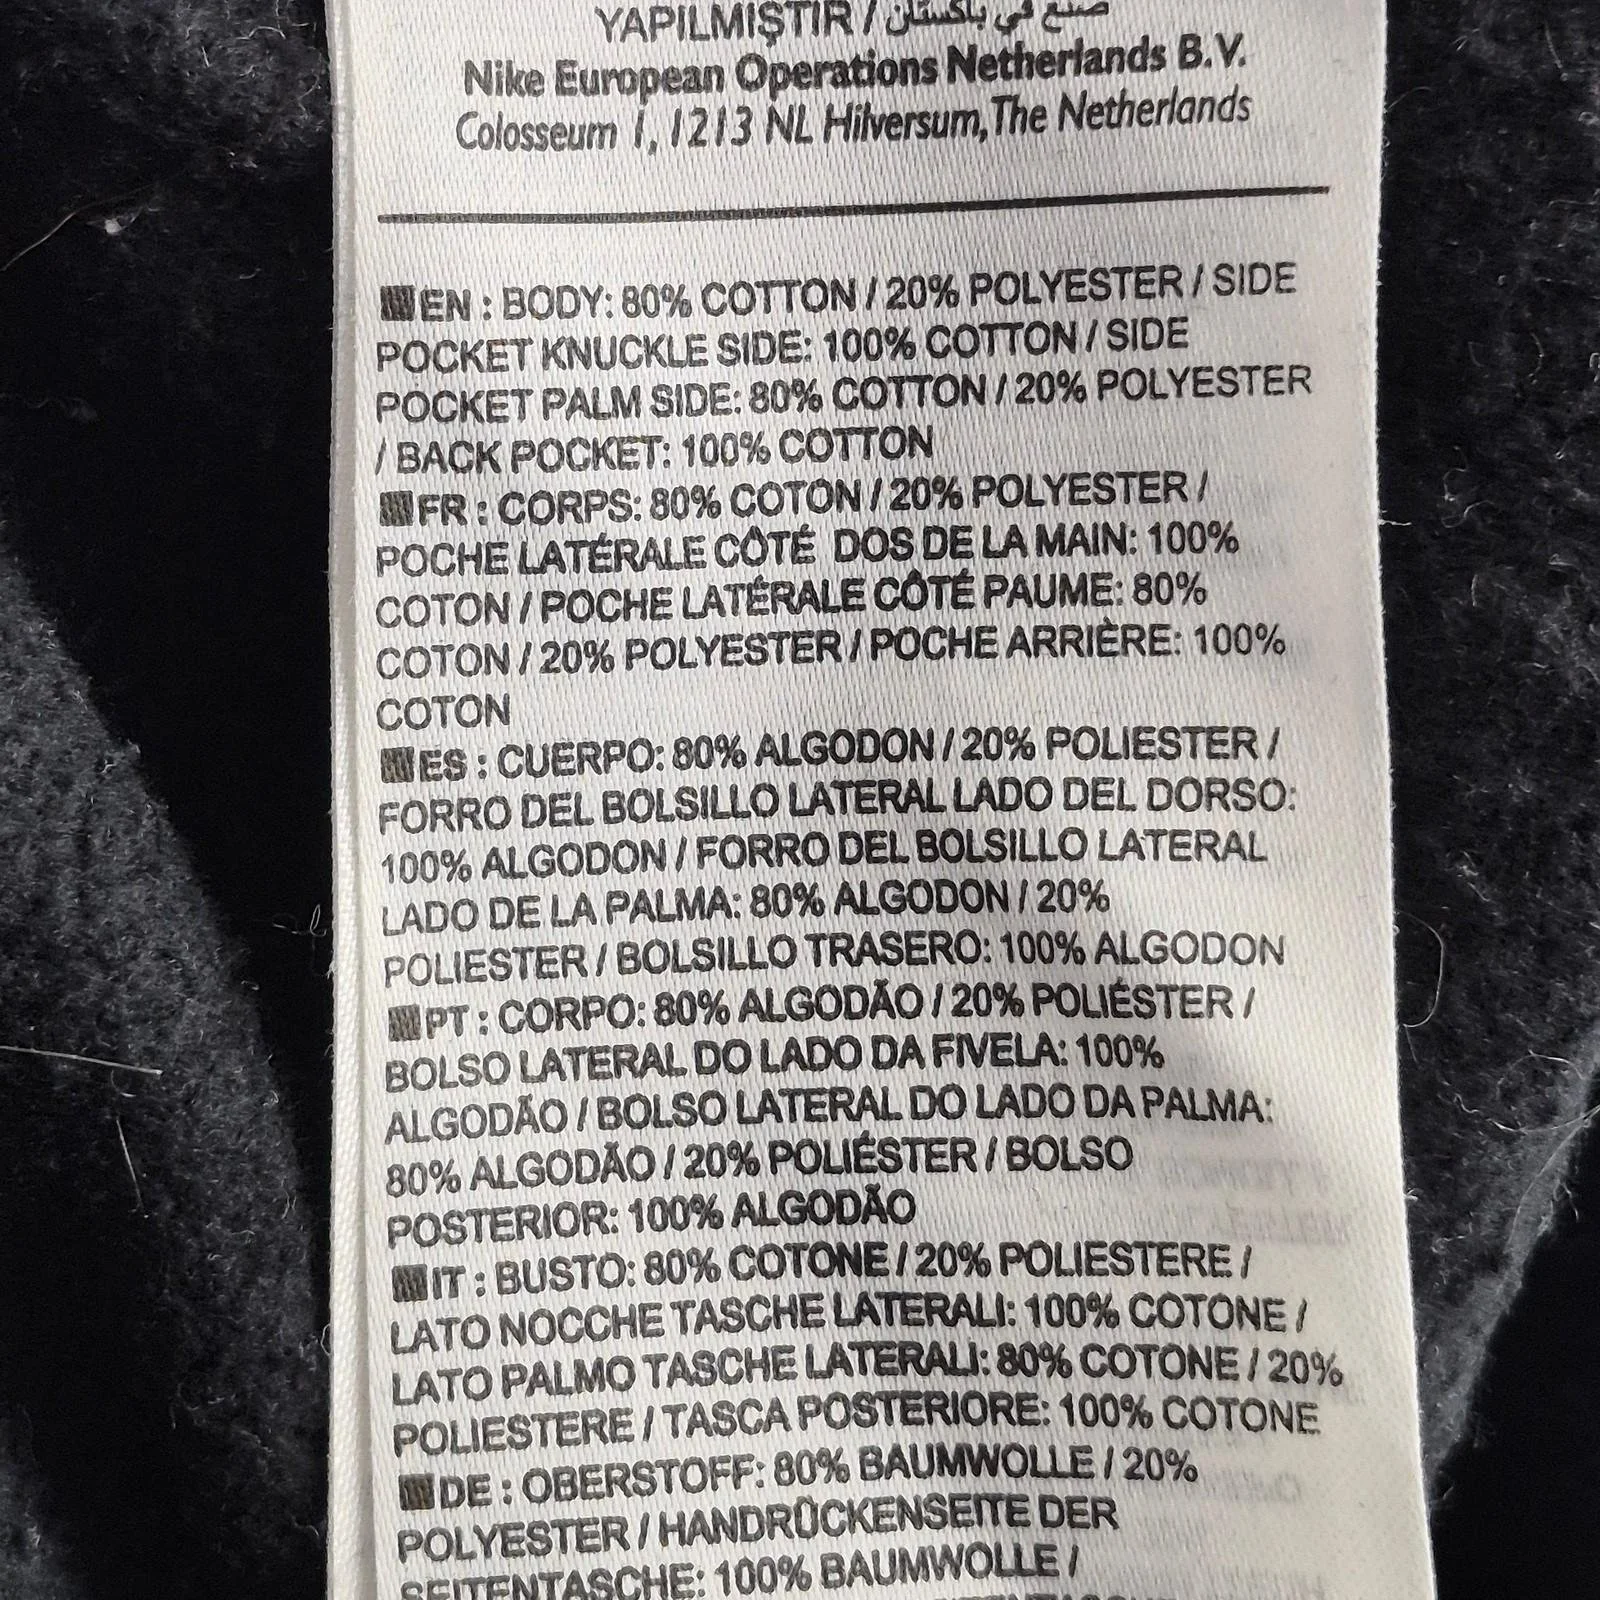 YAPILMIŞTIR / صنع في باكستان
Nike European Operations Netherlands B.V.
Colosseum 1, 1213 NL Hilversum, The Netherlands
EN : BODY: 80% COTTON / 20% POLYESTER / SIDE
POCKET KNUCKLE SIDE: 100% COTTON / SIDE
POCKET PALM SIDE: 80% COTTON / 20% POLYESTER
/ BACK POCKET: 100% COTTON
FR : CORPS: 80% COTON / 20% POLYESTER /
POCHE LATÉRALE CÔTÉ DOS DE LA MAIN: 100%
COTON / POCHE LATÉRALE CÔTÉ PAUME: 80%
COTON / 20% POLYESTER / POCHE ARRIÈRE: 100%
COTON
ES : CUERPO: 80% ALGODON / 20% POLIESTER /
FORRO DEL BOLSILLO LATERAL LADO DEL DORSO:
100% ALGODON / FORRO DEL BOLSILLO LATERAL
LADO DE LA PALMA: 80% ALGODON / 20%
POLIESTER / BOLSILLO TRASERO: 100% ALGODON
PT : CORPO: 80% ALGODÃO / 20% POLIÉSTER /
BOLSO LATERAL DO LADO DA FIVELA: 100%
ALGODÃO / BOLSO LATERAL DO LADO DA PALMA:
80% ALGODÃO / 20% POLIÉSTER / BOLSO
POSTERIOR: 100% ALGODÃO
IT : BUSTO: 80% COTONE / 20% POLIESTERE /
LATO NOCCHE TASCHE LATERALI: 100% COTONE /
LATO PALMO TASCHE LATERALI: 80% COTONE / 20%
POLIESTERE / TASCA POSTERIORE: 100% COTONE
DE : OBERSTOFF: 80% BAUMWOLLE / 20%
POLYESTER / HANDRÜCKENSEITE DER
SEITENTASCHE: 100% BAUMWOLLE /